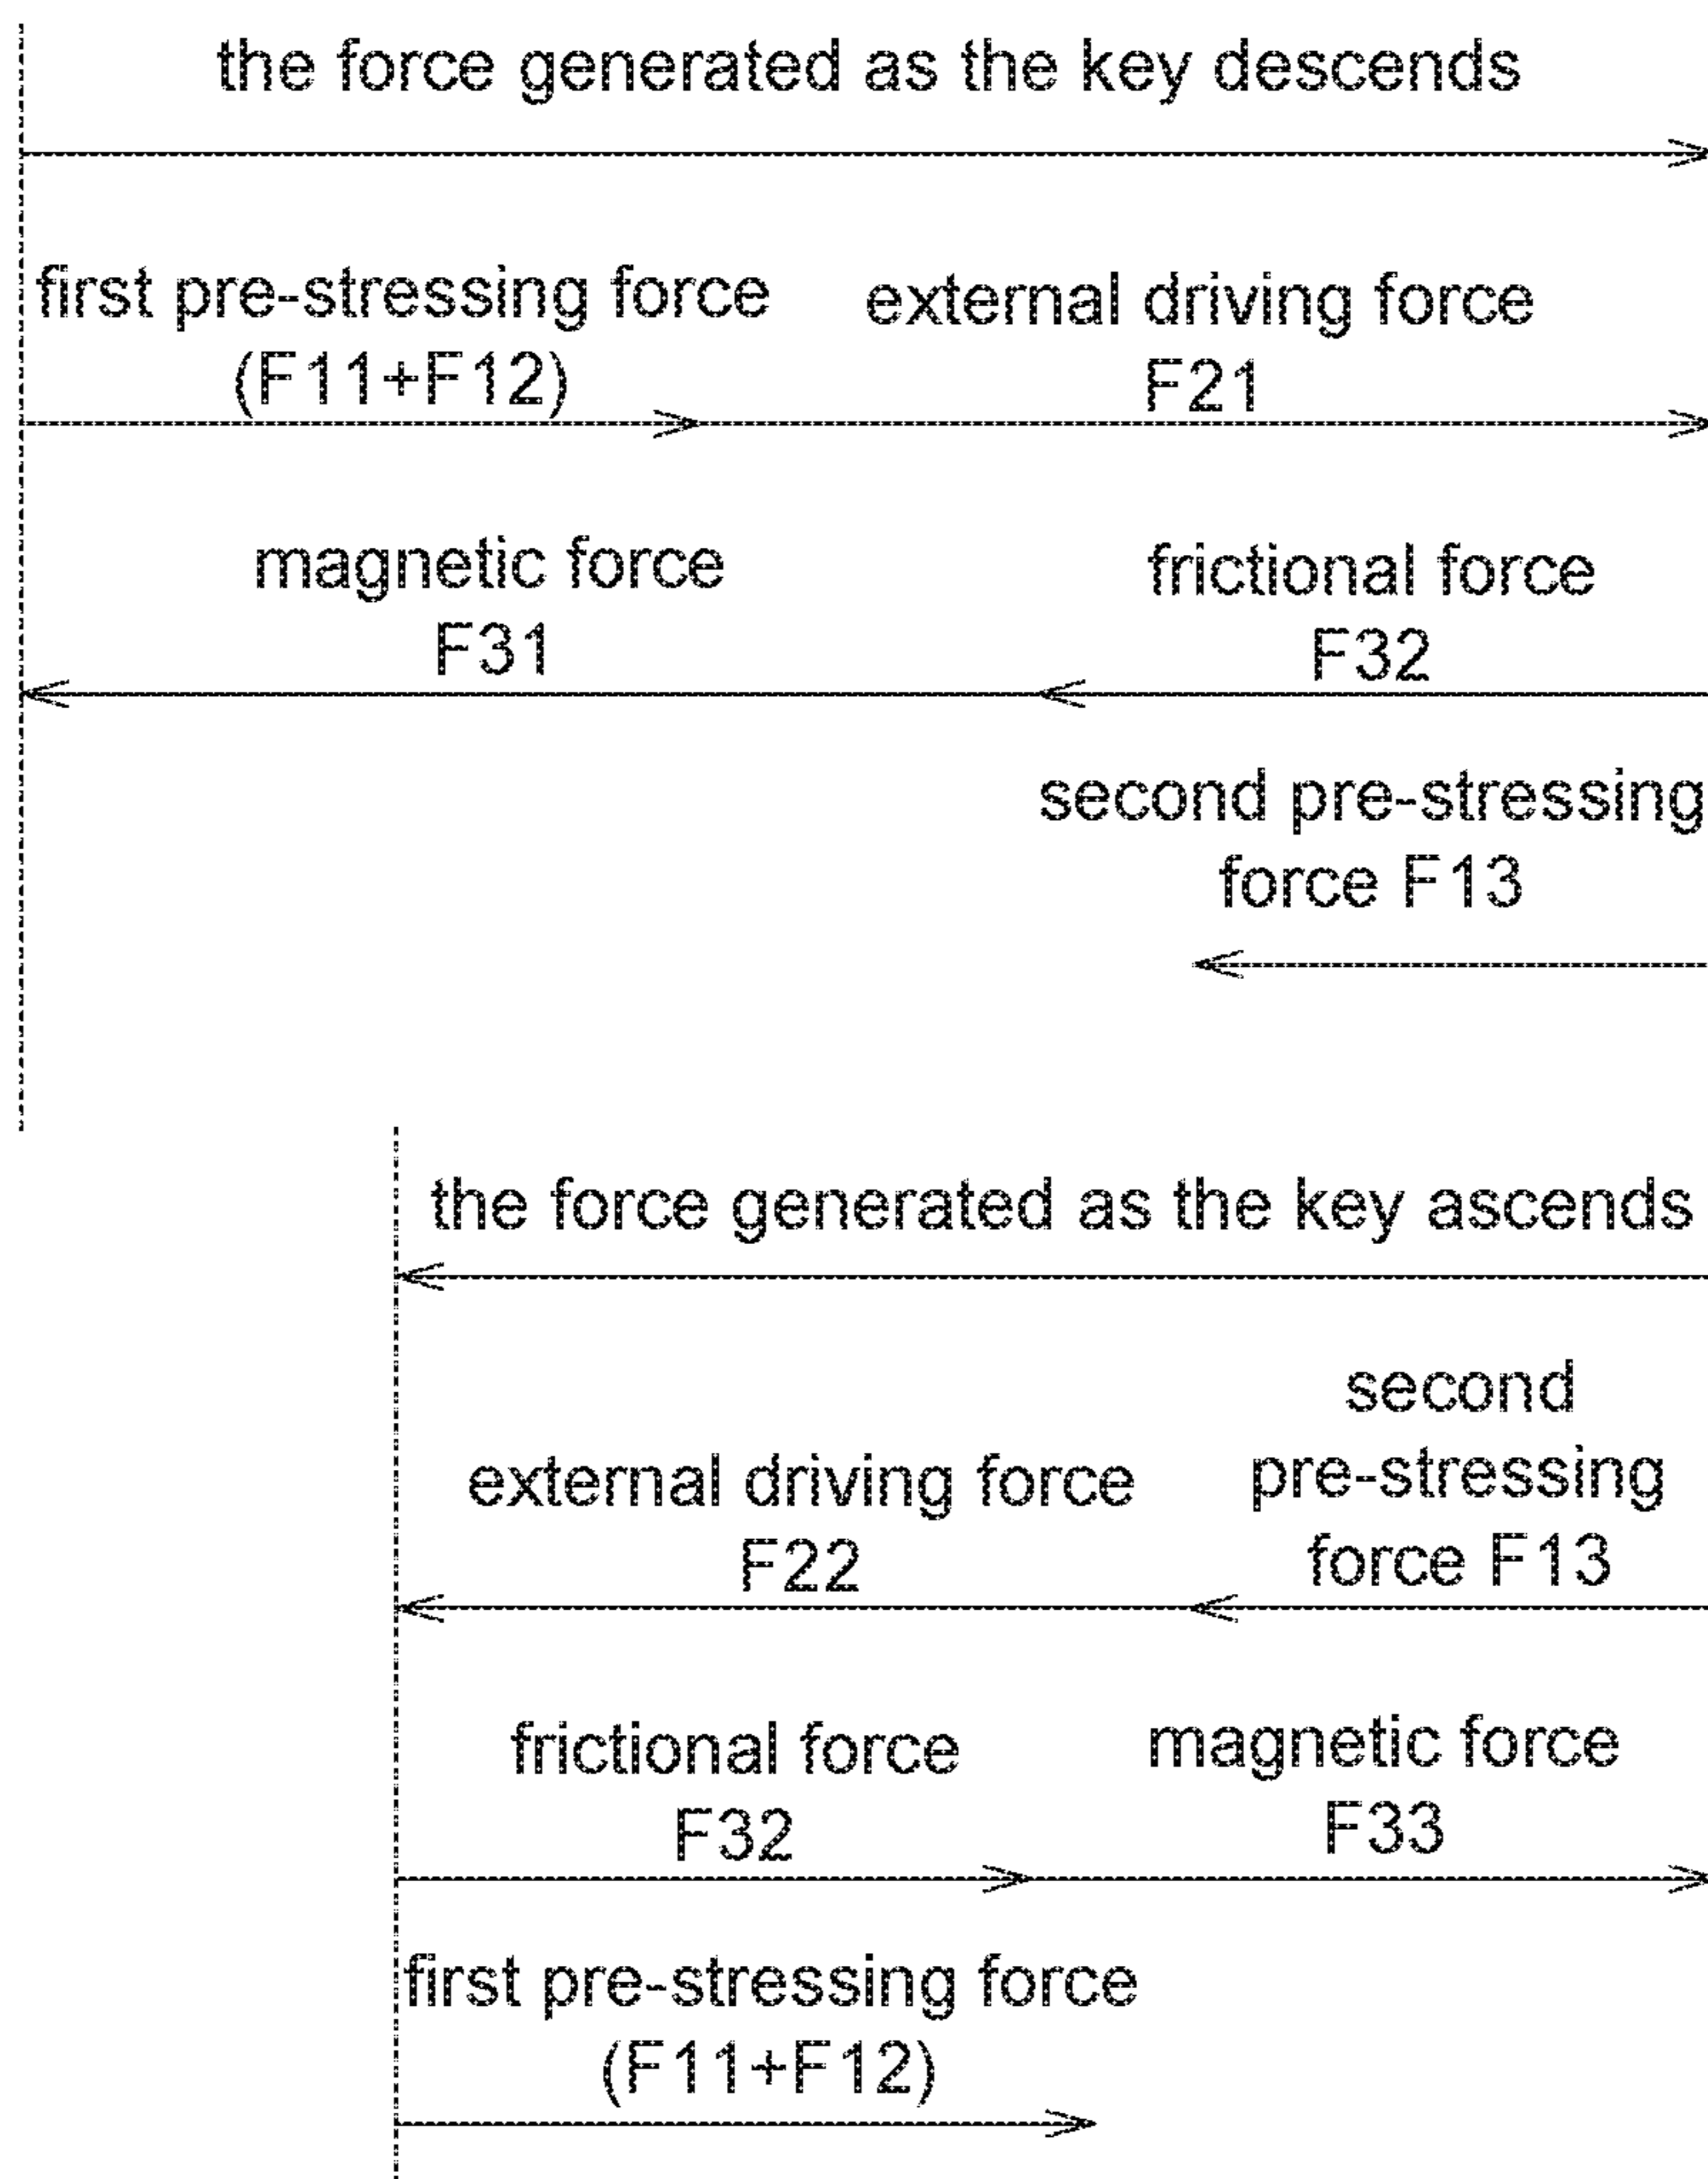 the force generated as the key descends
first pre-stressing force
(F11+F12)
external driving force
F21
magnetic force
F31
frictional force
F32
second pre-stressing
force F13
the force generated as the key ascends
external driving force
F22
second
pre-stressing
force F13
frictional force
F32
magnetic force
F33
first pre-stressing force
(F11+F12)